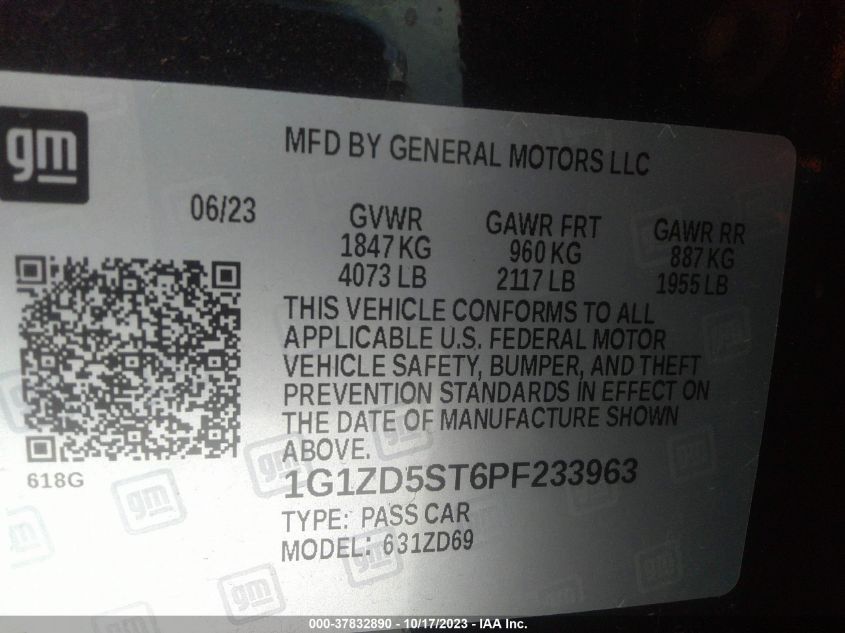 gm
MFD BY GENERAL MOTORS LLC
06/23
GVWR GAWR FRT GAWR RR
1847 KG 960 KG 887 KG
4073 LB 2117 LB 1955 LB
THIS VEHICLE CONFORMS TO ALL
APPLICABLE U.S. FEDERAL MOTOR
VEHICLE SAFETY, BUMPER, AND THEFT
PREVENTION STANDARDS IN EFFECT ON
THE DATE OF MANUFACTURE SHOWN
ABOVE.
618G
1G1ZD5ST6PF233963
TYPE: PASS CAR
MODEL: 631ZD69
000-37832890 - 10/17/2023 - IAA Inc.